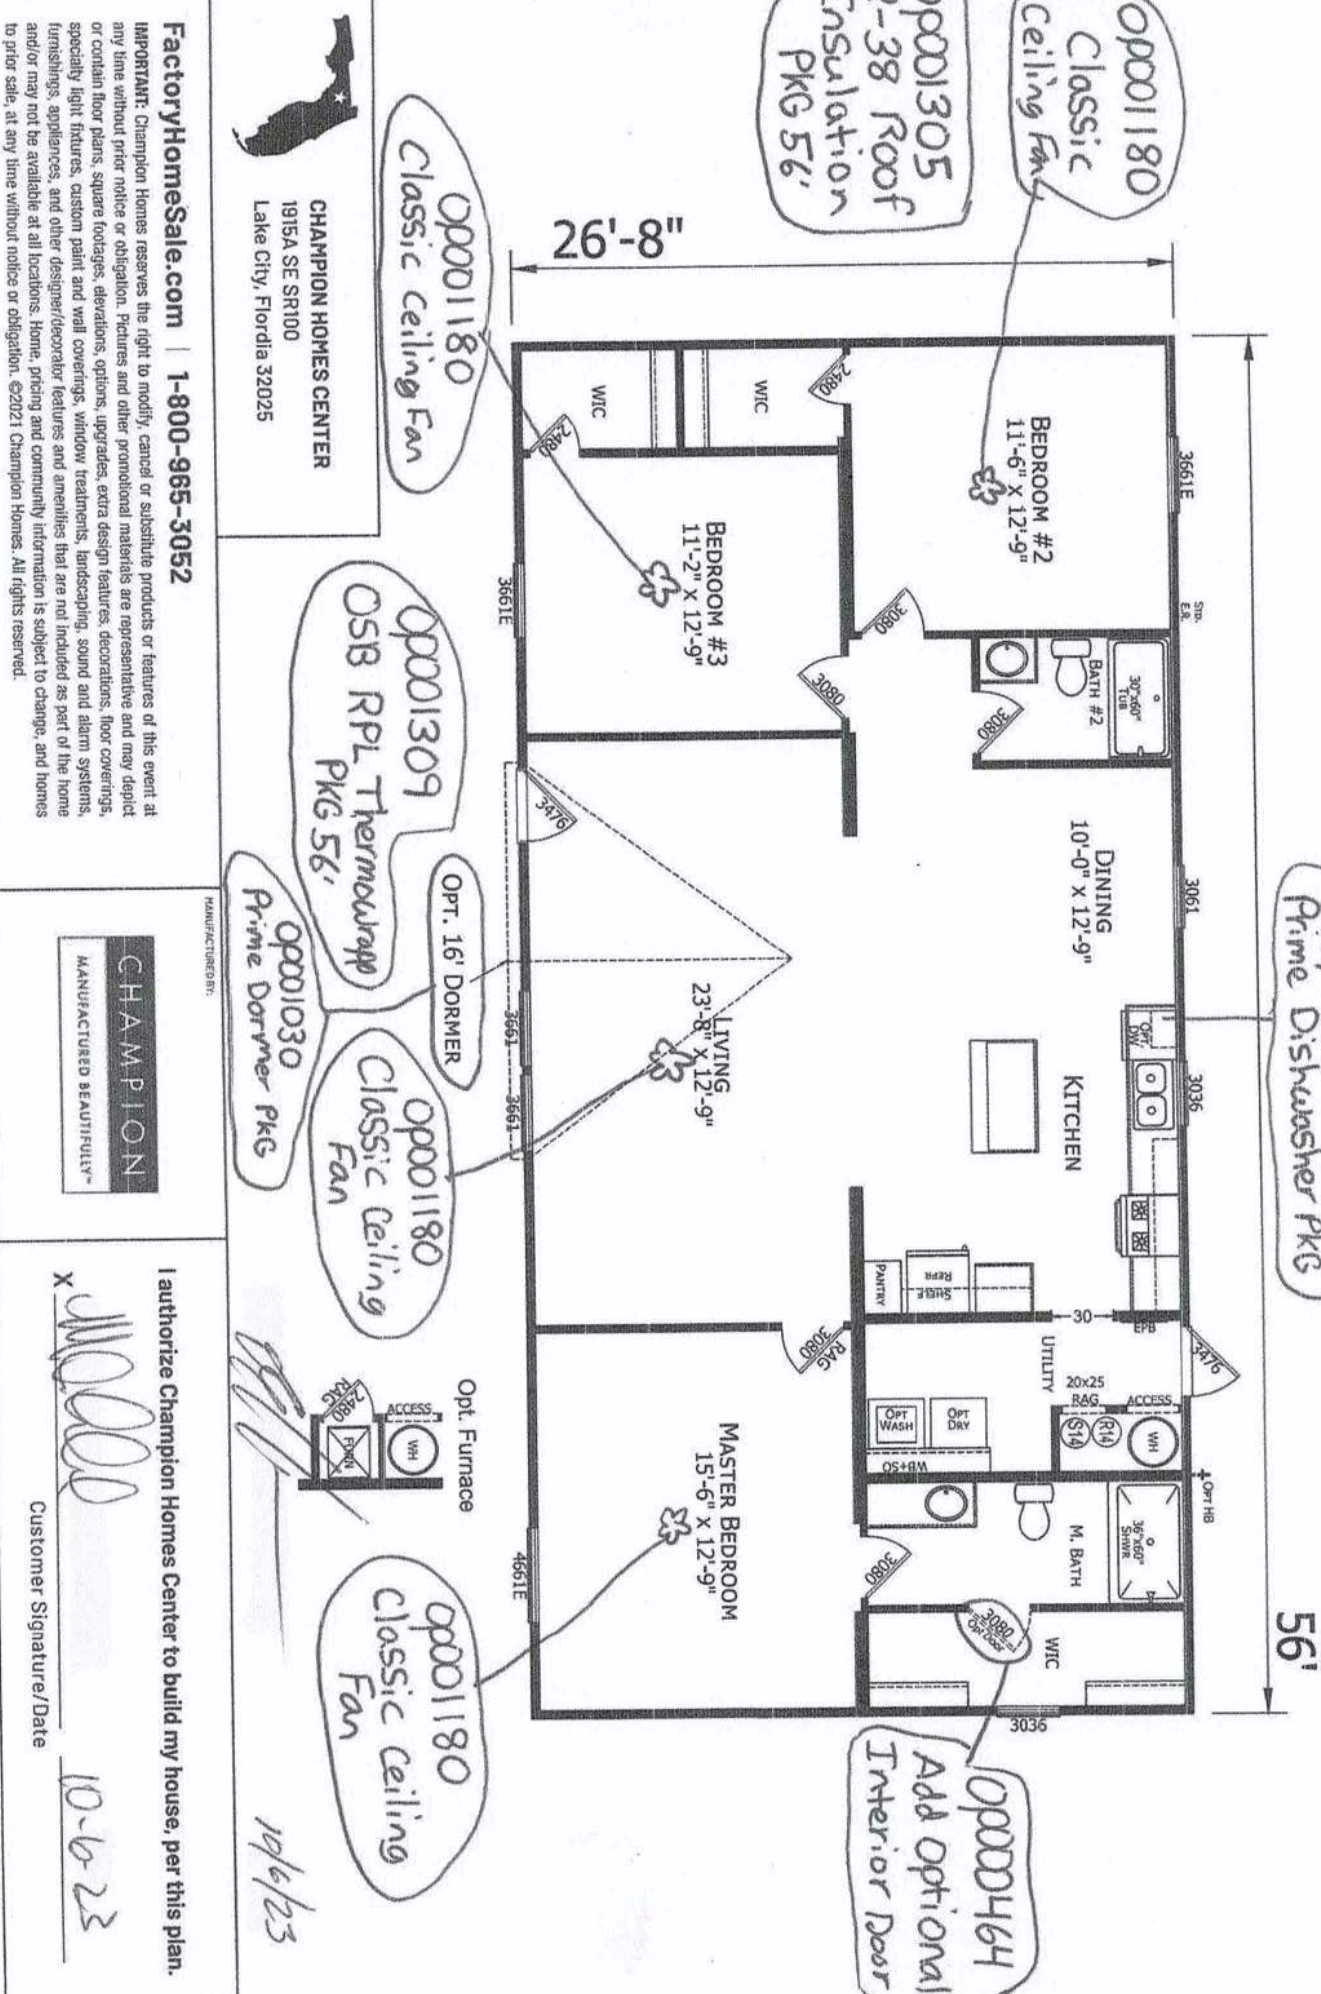 Prime Dishwasher PKG
56'
OP001180
Classic
Ceiling Fan
OP001305
R-38 Roof
Insulation
PKG 56'
26'-8"
3661E
STD.
E.R.
3061
3036
3476
OPT HB
BEDROOM #2
11'-6" X 12'-9"
2480
3080
30"x60"
TUB
BATH #2
3080
DINING
10'-0" X 12'-9"
OPT.
DW
KITCHEN
PANTRY
REFR
SHELF
30
EPB
UTILITY
20x25
RAG
ACCESS
S14
R14
WH
OPT
WASH
OPT
DRY
WB+OS
36"x60"
SHWR
M. BATH
3080
3080
Opt Door
WIC
3036
OP000464
Add optional
Interior Door
WIC
WIC
2480
BEDROOM #3
11'-2" X 12'-9"
3080
3661E
3476
LIVING
23'-8" X 12'-9"
3661
3661
3080
RAG
MASTER BEDROOM
15'-6" X 12'-9"
4661E
OP001180
Classic Ceiling Fan
OP001309
OSB RPL Thermowrapp
PKG 56'
OPT. 16' DORMER
OP001030
Prime Dormer PKG
OP001180
Classic Ceiling
Fan
Opt. Furnace
ACCESS
WH
2480
RAG
FURN
OP001180
Classic Ceiling
Fan
10/6/23
CHAMPION HOMES CENTER
1915A SE SR100
Lake City, Flordia 32025
FactoryHomeSale.com | 1-800-965-3052
IMPORTANT: Champion Homes reserves the right to modify, cancel or substitute products or features of this event at
any time without prior notice or obligation. Pictures and other promotional materials are representative and may depict
or contain floor plans, square footages, elevations, options, upgrades, extra design features, decorations, floor coverings,
specialty light fixtures, custom paint and wall coverings, window treatments, landscaping, sound and alarm systems,
furnishings, appliances, and other designer/decorator features and amenities that are not included as part of the home
and/or may not be available at all locations. Home, pricing and community information is subject to change, and homes
to prior sale, at any time without notice or obligation. ©2021 Champion Homes. All rights reserved.
MANUFACTURED BY:
CHAMPION
MANUFACTURED BEAUTIFULLY™
I authorize Champion Homes Center to build my house, per this plan.
X
10-6-23
Customer Signature/Date